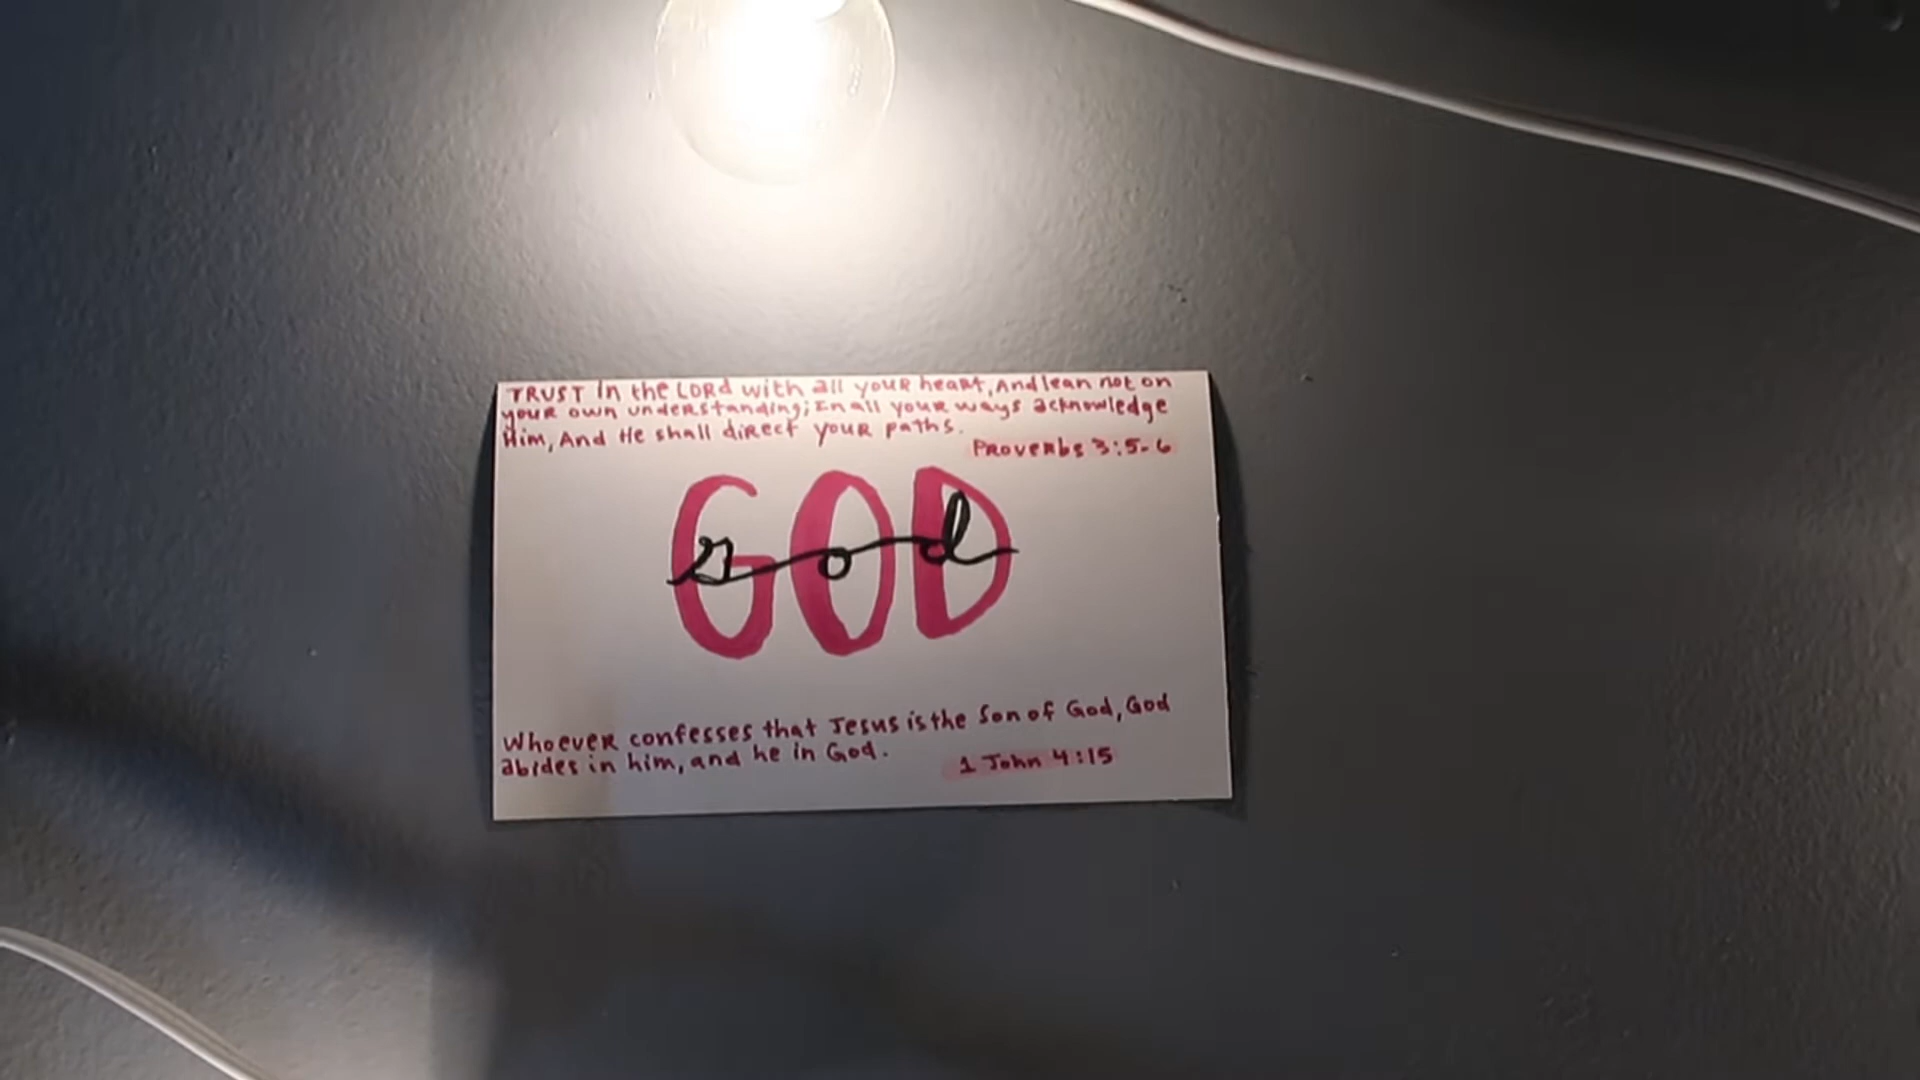 TRUST in the LORD with all your heart, And lean not on
your own understanding; In all your ways acknowledge
Him, And He shall direct your paths.
Proverbs 3:5-6
GOD
god
Whoever confesses that Jesus is the Son of God, God
abides in him, and he in God.
1 John 4:15